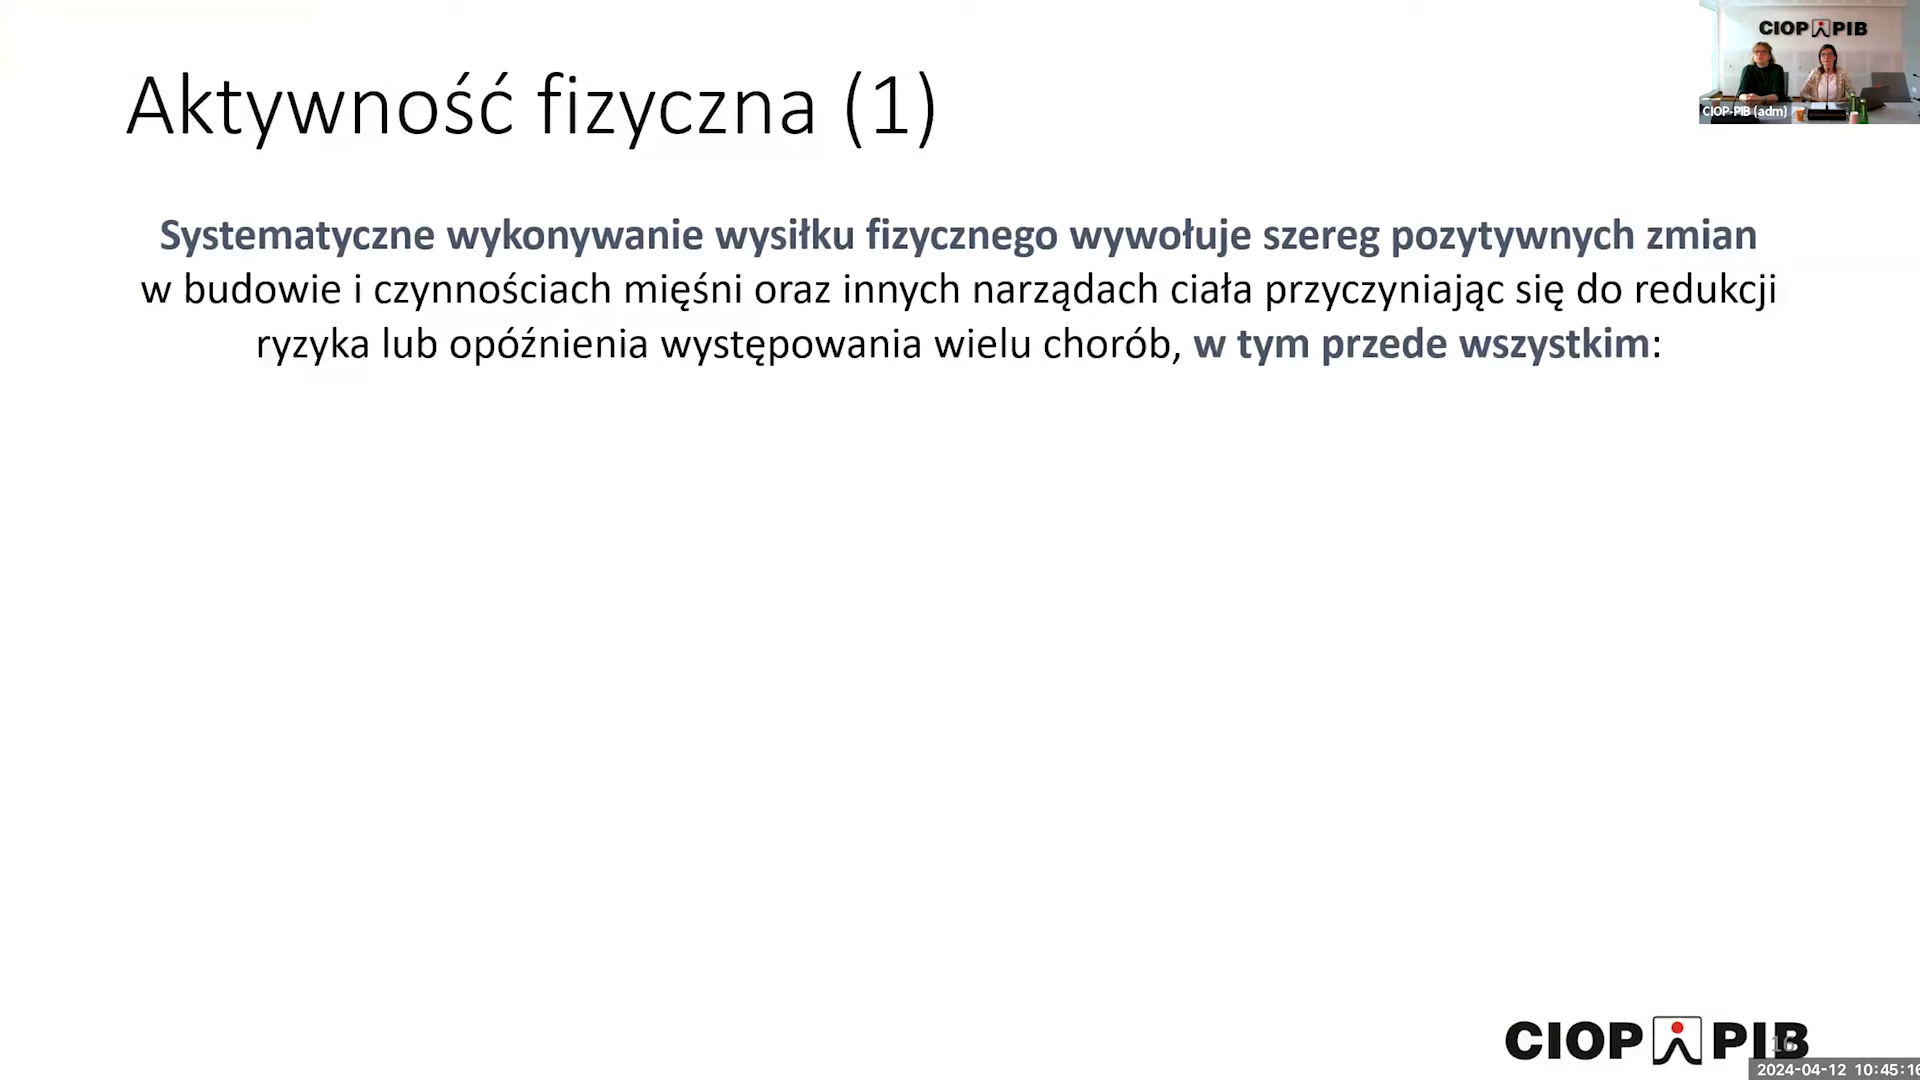 CIOP PIB
Aktywność fizyczna (1)
CIOP-PIB (adm)
Systematyczne wykonywanie wysiłku fizycznego wywołuje szereg pozytywnych zmian
w budowie i czynnościach mięśni oraz innych narządach ciała przyczyniając się do redukcji
ryzyka lub opóźnienia występowania wielu chorób, w tym przede wszystkim:
CIOP PIB
16
2024-04-12 10:45:16